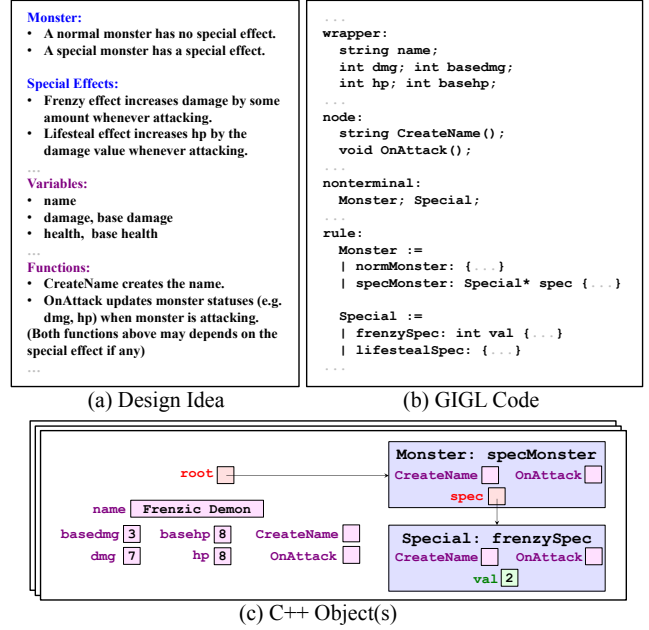 Monster:
• A normal monster has no special effect.
• A special monster has a special effect.
Special Effects:
• Frenzy effect increases damage by some
amount whenever attacking.
• Lifesteal effect increases hp by the
damage value whenever attacking.
...
Variables:
• name
• damage, base damage
• health, base health
...
Functions:
• CreateName creates the name.
• OnAttack updates monster statuses (e.g.
dmg, hp) when monster is attacking.
(Both functions above may depends on the
special effect if any)
...
(a) Design Idea
...
wrapper:
string name;
int dmg; int basedmg;
int hp; int basehp;
...
node:
string CreateName();
void OnAttack();
...
nonterminal:
Monster; Special;
...
rule:
Monster :=
| normMonster: {...}
| specMonster: Special* spec {...}
Special :=
| frenzySpec: int val {...}
| lifestealSpec: {...}
...
(b) GIGL Code
root
name Frenzic Demon
basedmg 3 basehp 8 CreateName
dmg 7 hp 8 OnAttack
Monster: specMonster
CreateName OnAttack
spec
Special: frenzySpec
CreateName OnAttack
val 2
(c) C++ Object(s)